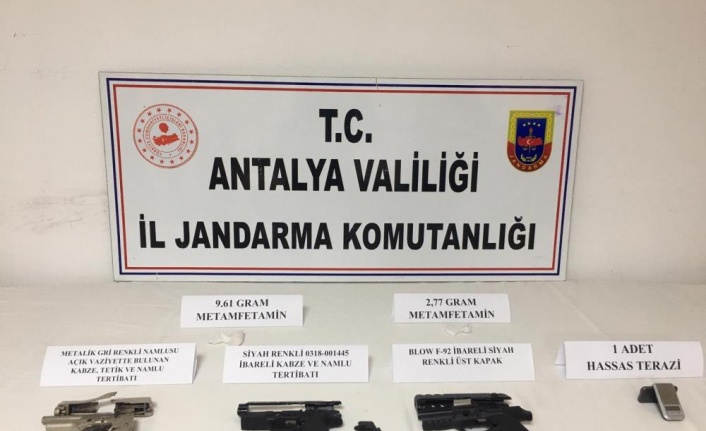 T.C.
ANTALYA VALİLİĞİ
İL JANDARMA KOMUTANLIĞI
JANDARMA
9.61 GRAM
METAMFETAMİN
2,77 GRAM
METAMFETAMİN
METALİK GRİ RENKLİ NAMLUSU
AÇIK VAZİYETTE BULUNAN
KABZE, TETİK VE NAMLU
TERTİBATI
SİYAH RENKLİ 0318-001445
İBARELİ KABZE VE NAMLU
TERTİBATI
BLOW F-92 İBARELİ SİYAH
RENKLİ ÜST KAPAK
1 ADET
HASSAS TERAZİ